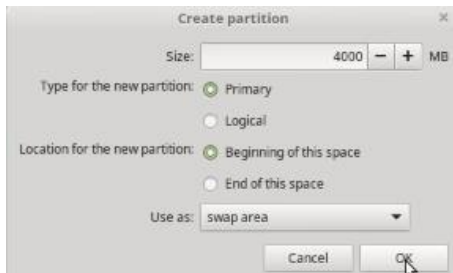 Create partition
Size: 4000 MB
Type for the new partition: Primary
Logical
Location for the new partition: Beginning of this space
End of this space
Use as: swap area
Cancel OK